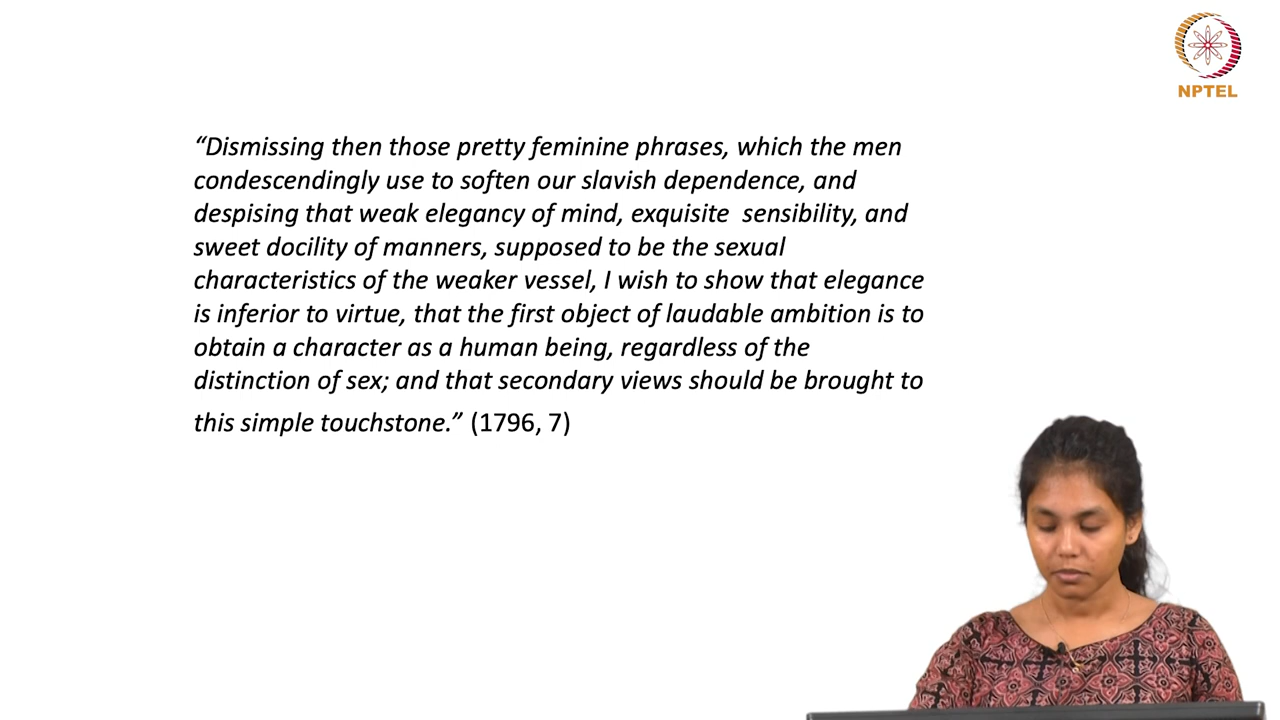 NPTEL
“Dismissing then those pretty feminine phrases, which the men
condescendingly use to soften our slavish dependence, and
despising that weak elegancy of mind, exquisite  sensibility, and
sweet docility of manners, supposed to be the sexual
characteristics of the weaker vessel, I wish to show that elegance
is inferior to virtue, that the first object of laudable ambition is to
obtain a character as a human being, regardless of the
distinction of sex; and that secondary views should be brought to
this simple touchstone.” (1796, 7)